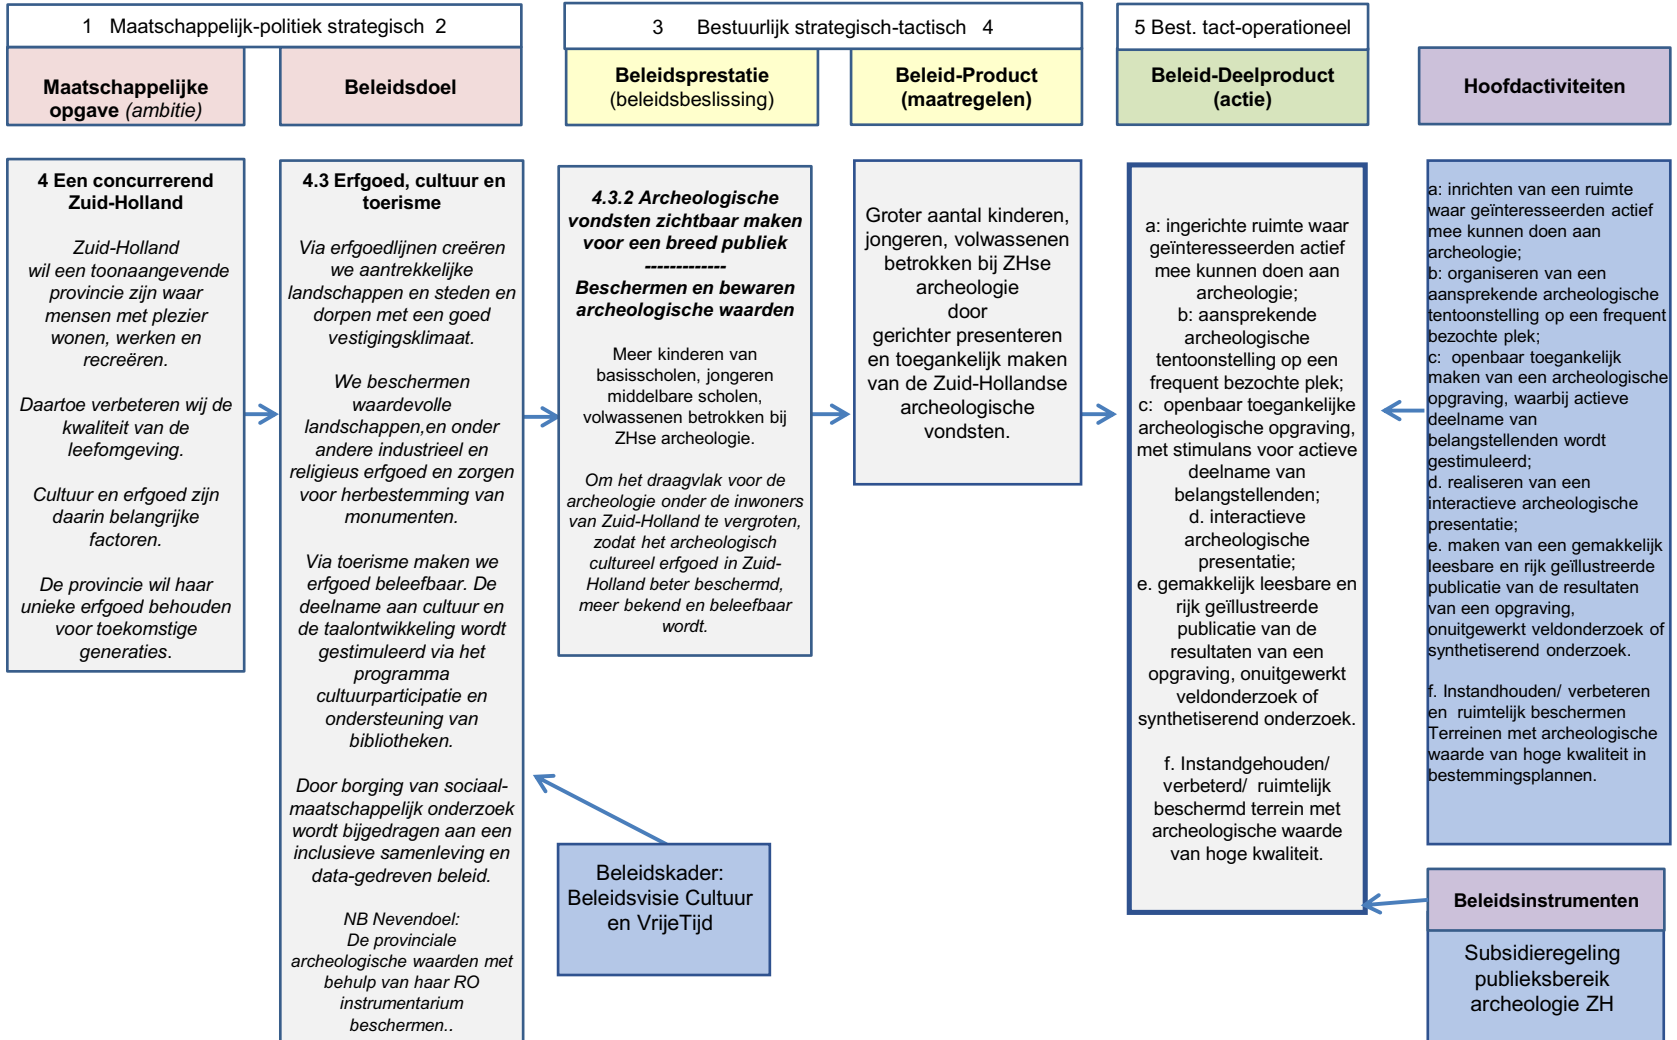 1 Maatschappelijk-politiek strategisch 2
3 Bestuurlijk strategisch-tactisch 4
5 Best. tact-operationeel
Maatschappelijke
opgave (ambitie)
Beleidsdoel
Beleidsprestatie
(beleidsbeslissing)
Beleid-Product
(maatregelen)
Beleid-Deelproduct
(actie)
Hoofdactiviteiten
4 Een concurrerend
Zuid-Holland
Zuid-Holland
wil een toonaangevende
provincie zijn waar
mensen met plezier
wonen, werken en
recreëren.
Daartoe verbeteren wij de
kwaliteit van de
leefomgeving.
Cultuur en erfgoed zijn
daarin belangrijke
factoren.
De provincie wil haar
unieke erfgoed behouden
voor toekomstige
generaties.
4.3 Erfgoed, cultuur en
toerisme
Via erfgoedlijnen creëren
we aantrekkelijke
landschappen en steden en
dorpen met een goed
vestigingsklimaat.
We beschermen
waardevolle
landschappen,en onder
andere industrieel en
religieus erfgoed en zorgen
voor herbestemming van
monumenten.
Via toerisme maken we
erfgoed beleefbaar. De
deelname aan cultuur en
de taalontwikkeling wordt
gestimuleerd via het
programma
cultuurparticipatie en
ondersteuning van
bibliotheken.
Door borging van sociaal-
maatschappelijk onderzoek
wordt bijgedragen aan een
inclusieve samenleving en
data-gedreven beleid.
NB Nevendoel:
De provinciale
archeologische waarden met
behulp van haar RO
instrumentarium
beschermen..
4.3.2 Archeologische
vondsten zichtbaar maken
voor een breed publiek
-------------
Beschermen en bewaren
archeologische waarden
Meer kinderen van
basisscholen, jongeren
middelbare scholen,
volwassenen betrokken bij
ZHse archeologie.
Om het draagvlak voor de
archeologie onder de inwoners
van Zuid-Holland te vergroten,
zodat het archeologisch
cultureel erfgoed in Zuid-
Holland beter beschermd,
meer bekend en beleefbaar
wordt.
Beleidskader:
Beleidsvisie Cultuur
en VrijeTijd
Groter aantal kinderen,
jongeren, volwassenen
betrokken bij ZHse
archeologie
door
gerichter presenteren
en toegankelijk maken
van de Zuid-Hollandse
archeologische
vondsten.
a: ingerichte ruimte waar
geïnteresseerden actief
mee kunnen doen aan
archeologie;
b: aansprekende
archeologische
tentoonstelling op een
frequent bezochte plek;
c: openbaar toegankelijke
archeologische opgraving,
met stimulans voor actieve
deelname van
belangstellenden;
d. interactieve
archeologische
presentatie;
e. gemakkelijk leesbare en
rijk geïllustreerde
publicatie van de
resultaten van een
opgraving, onuitgewerkt
veldonderzoek of
synthetiserend onderzoek.
f. Instandgehouden/
verbeterd/ ruimtelijk
beschermd terrein met
archeologische waarde
van hoge kwaliteit.
a: inrichten van een ruimte
waar geïnteresseerden actief
mee kunnen doen aan
archeologie;
b: organiseren van een
aansprekende archeologische
tentoonstelling op een frequent
bezochte plek;
c: openbaar toegankelijk
maken van een archeologische
opgraving, waarbij actieve
deelname van
belangstellenden wordt
gestimuleerd;
d. realiseren van een
interactieve archeologische
presentatie;
e. maken van een gemakkelijk
leesbare en rijk geïllustreerde
publicatie van de resultaten
van een opgraving,
onuitgewerkt veldonderzoek of
synthetiserend onderzoek.
f. Instandhouden/ verbeteren
en ruimtelijk beschermen
Terreinen met archeologische
waarde van hoge kwaliteit in
bestemmingsplannen.
Beleidsinstrumenten
Subsidieregeling
publieksbereik
archeologie ZH